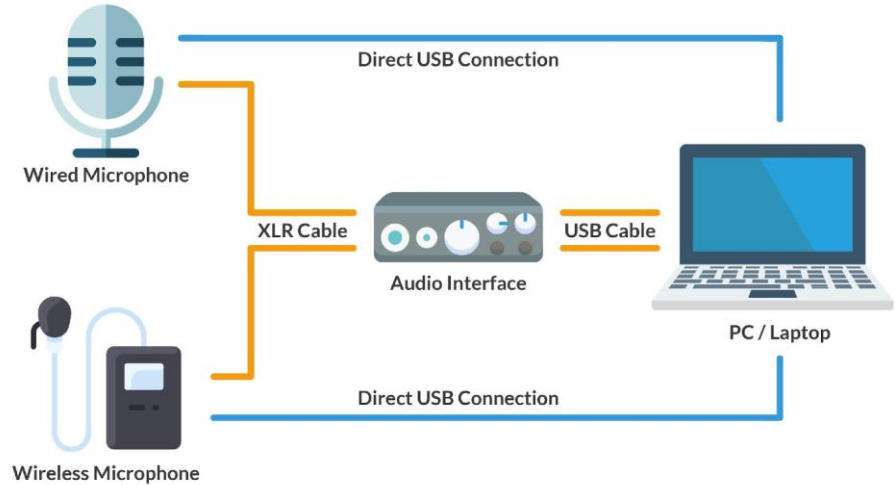 Direct USB Connection
Wired Microphone
XLR Cable
USB Cable
Audio Interface
PC / Laptop
Direct USB Connection
Wireless Microphone